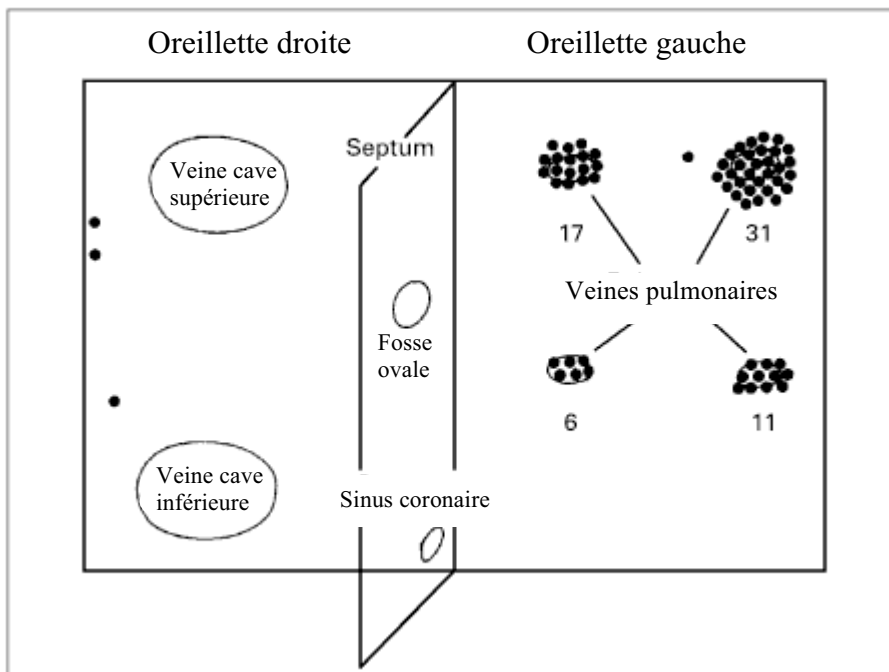 Oreillette droite
Oreillette gauche
Septum
Veine cave
supérieure
17
31
Veines pulmonaires
Fosse
ovale
6
11
Veine cave
inférieure
Sinus coronaire